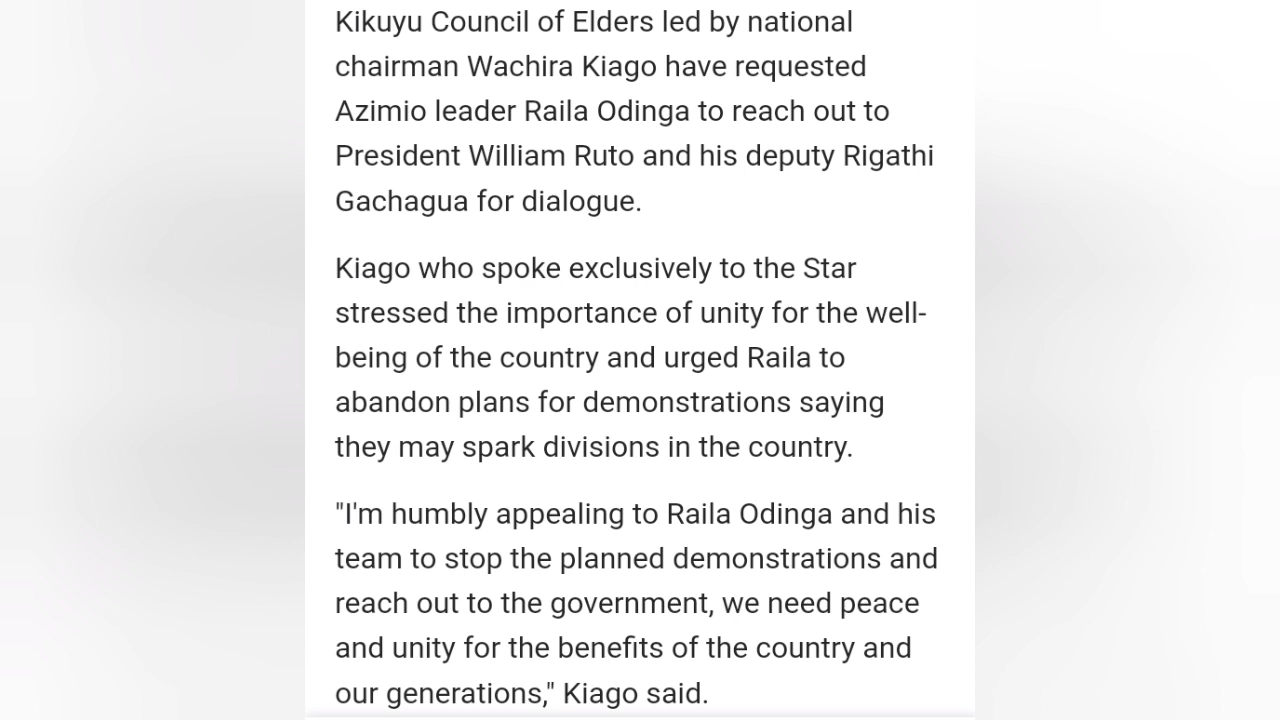 Kikuyu Council of Elders led by national
chairman Wachira Kiago have requested
Azimio leader Raila Odinga to reach out to
President William Ruto and his deputy Rigathi
Gachagua for dialogue.
Kiago who spoke exclusively to the Star
stressed the importance of unity for the well-
being of the country and urged Raila to
abandon plans for demonstrations saying
they may spark divisions in the country.
"I'm humbly appealing to Raila Odinga and his
team to stop the planned demonstrations and
reach out to the government, we need peace
and unity for the benefits of the country and
our generations," Kiago said.